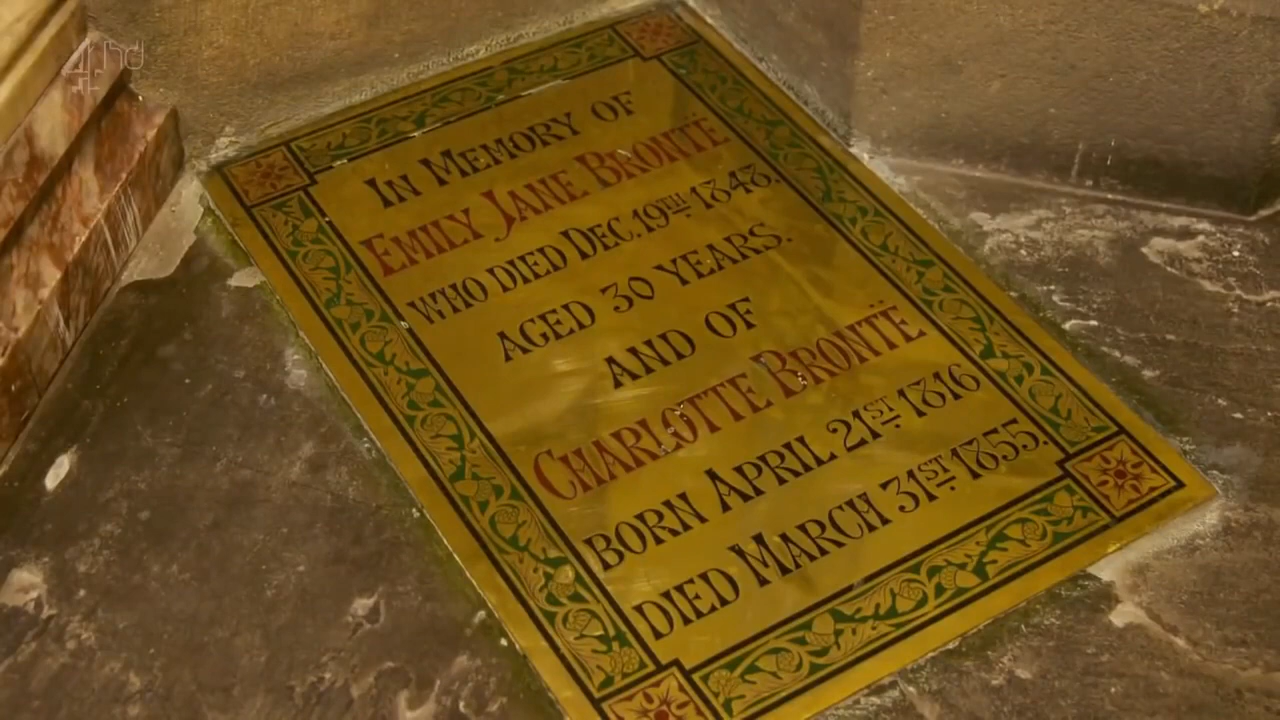 4hd
IN MEMORY OF
EMILY JANE BRONTË
WHO DIED DEC. 19TH 1848.
AGED 30 YEARS.
AND OF
CHARLOTTE BRONTË
BORN APRIL 21ST 1816
DIED MARCH 31ST 1855.